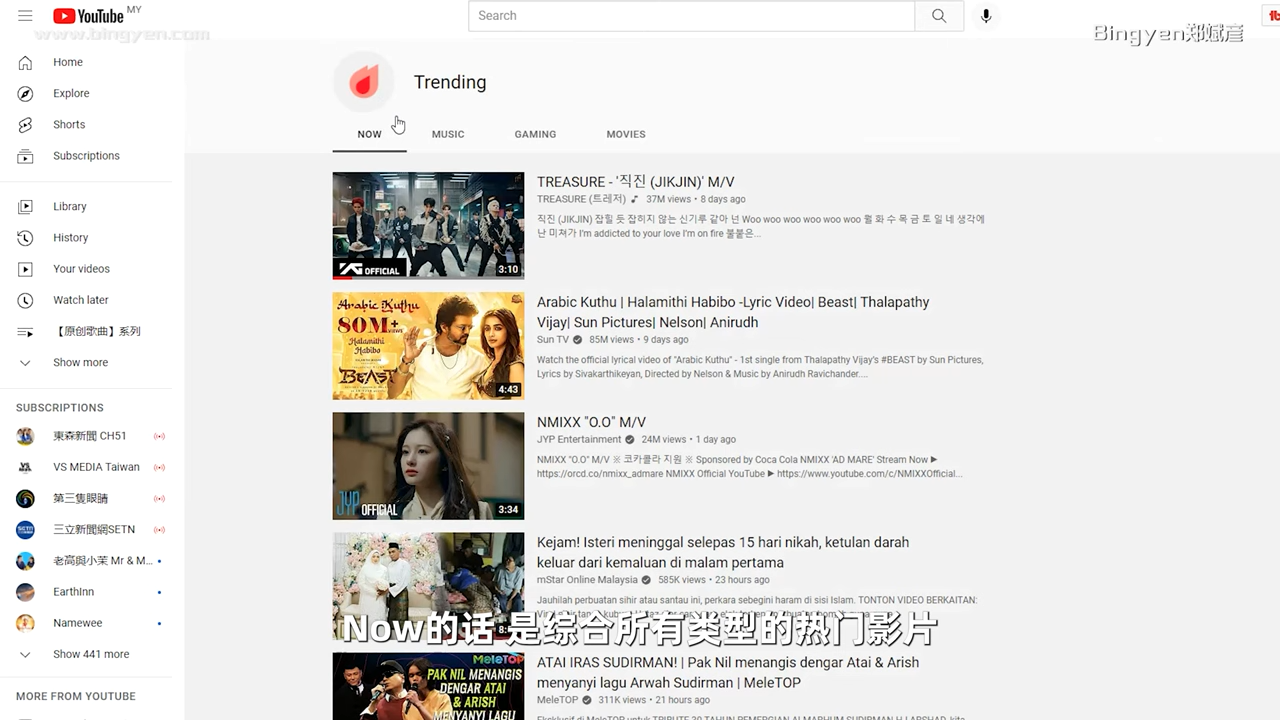 YouTube MY
Search
www.bingyen.com
Bingyen郑斌彦
Home
Explore
Shorts
Subscriptions
Library
History
Your videos
Watch later
【原创歌曲】系列
Show more
SUBSCRIPTIONS
東森新聞 CH51
VS MEDIA Taiwan
第三隻眼睛
三立新聞網SETN
老高與小茉 Mr & M...
EarthInn
Namewee
Show 441 more
MORE FROM YOUTUBE
Trending
NOW MUSIC GAMING MOVIES
YG OFFICIAL
3:10
TREASURE - '직진 (JIKJIN)' M/V
TREASURE (트레저) 37M views • 8 days ago
직진 (JIKJIN) 잡힐 듯 잡히지 않는 신기루 같아 넌 Woo woo woo woo woo woo 월 화 수 목 금 토 일 네 생각에
난 미쳐가 I'm addicted to your love I'm on fire 불붙은...
Arabic Kuthu
80M+
VIEWS
Halamithi
Habibo
BEAST
4:43
Arabic Kuthu | Halamithi Habibo -Lyric Video| Beast| Thalapathy
Vijay| Sun Pictures| Nelson| Anirudh
Sun TV 85M views • 9 days ago
Watch the official lyrical video of "Arabic Kuthu" - 1st single from Thalapathy Vijay's #BEAST by Sun Pictures,
Lyrics by Sivakarthikeyan, Directed by Nelson & Music by Anirudh Ravichander....
JYP OFFICIAL
3:34
NMIXX "O.O" M/V
JYP Entertainment 24M views • 1 day ago
NMIXX "O.O" M/V ※ 코카콜라 지원 ※ Sponsored by Coca Cola NMIXX 'AD MARE' Stream Now ▶
https://orcd.co/nmixx_admare NMIXX Official YouTube ▶ https://www.youtube.com/c/NMIXXOfficial...
Kejam! Isteri meninggal selepas 15 hari nikah, ketulan darah
keluar dari kemaluan di malam pertama
mStar Online Malaysia 585K views • 23 hours ago
Jauhilah perbuatan sihir atau santau ini, perkara sebegini haram di sisi Islam. TONTON VIDEO BERKAITAN:
Now的话 是综合所有类型的热门影片
MeleTOP
PAK NIL MENANGIS
DENGAR ATAI
& ARISH
MENYANYI LAGU
ATAI IRAS SUDIRMAN! | Pak Nil menangis dengar Atai & Arish
menyanyi lagu Arwah Sudirman | MeleTOP
MeleTOP 311K views • 21 hours ago